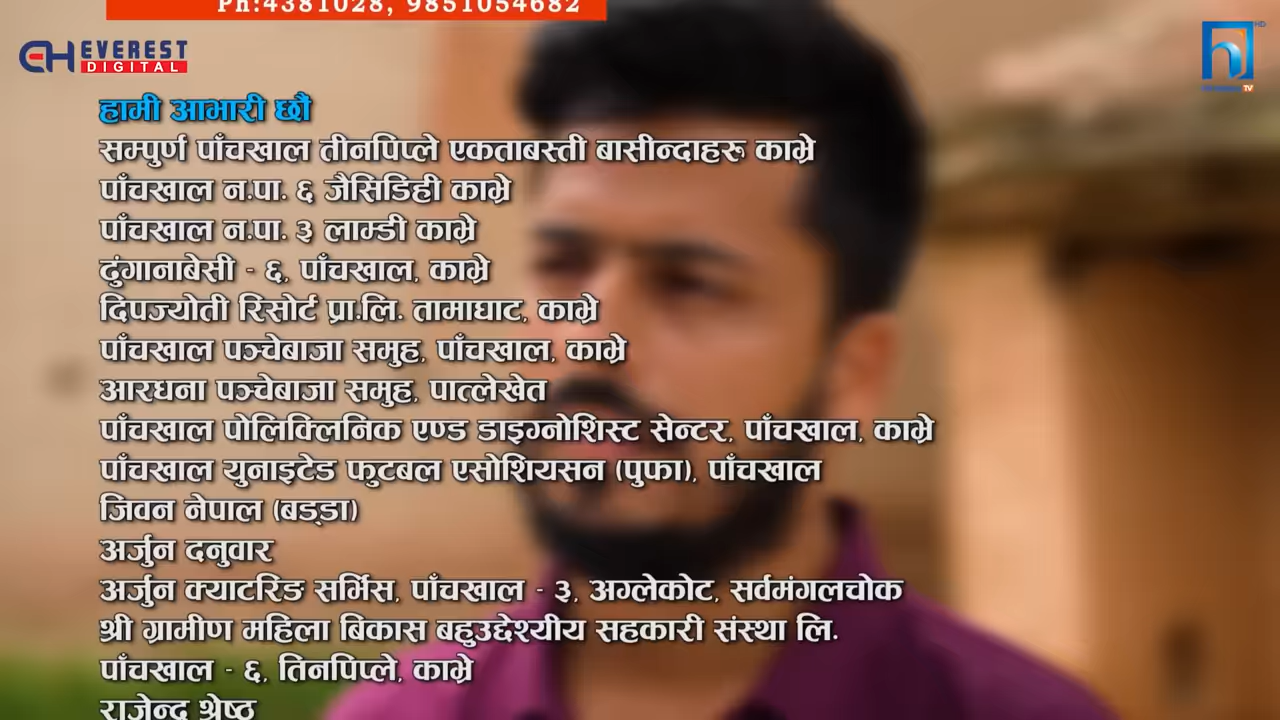 Ph:4381028, 9851054682
EVEREST
DIGITAL
HD
TV
हामी आभारी छौं
सम्पुर्ण पाँचखाल तीनपिप्ले एकताबस्ती बासीन्दाहरु काभ्रे
पाँचखाल न.पा. ६ जैसिडिही काभ्रे
पाँचखाल न.पा. ३ लाम्डी काभ्रे
ढुंगानाबेसी - ६, पाँचखाल, काभ्रे
दिपज्योती रिसोर्ट प्रा.लि. तामाघाट, काभ्रे
पाँचखाल पञ्चेबाजा समुह, पाँचखाल, काभ्रे
आरधना पञ्चेबाजा समुह, पात्लेखेत
पाँचखाल पोलिक्लिनिक एण्ड डाइग्नोशिस्ट सेन्टर, पाँचखाल, काभ्रे
पाँचखाल युनाइटेड फुटबल एसोशियसन (पुफा), पाँचखाल
जिवन नेपाल (बड्डा)
अर्जुन दनुवार
अर्जुन क्याटरिङ सर्भिस, पाँचखाल - ३, अग्लेकोट, सर्वमंगलचोक
श्री ग्रामीण महिला बिकास बहुउद्देश्यीय सहकारी संस्था लि.
पाँचखाल - ६, तिनपिप्ले, काभ्रे
राजेन्द्र श्रेष्ठ